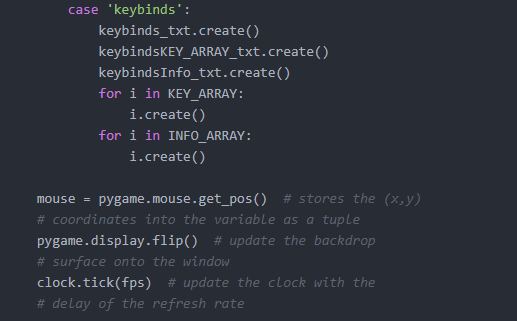 case 'keybinds':
keybinds_txt.create()
keybindsKEY_ARRAY_txt.create()
keybindsInfo_txt.create()
for i in KEY_ARRAY:
i.create()
for i in INFO_ARRAY:
i.create()
mouse = pygame.mouse.get_pos()  # stores the (x,y)
# coordinates into the variable as a tuple
pygame.display.flip()  # update the backdrop
# surface onto the window
clock.tick(fps)  # update the clock with the
# delay of the refresh rate